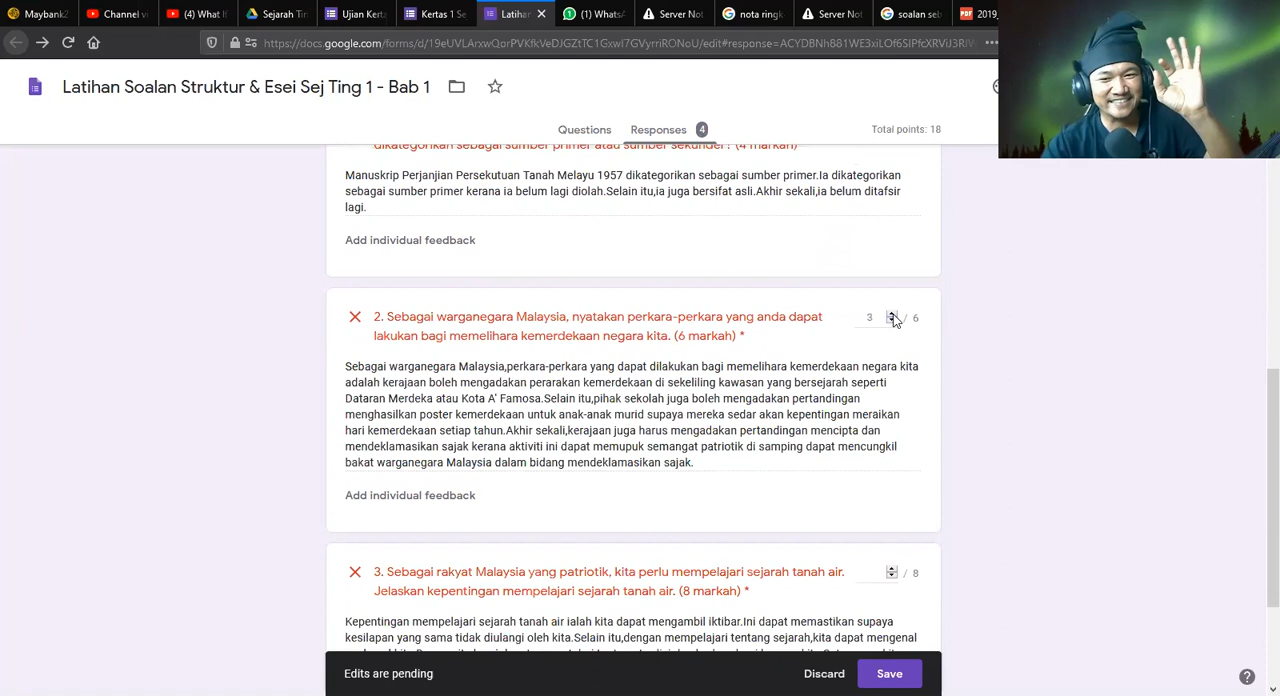 Maybank2
Channel v
(4) What If
Sejarah Tin
Ujian Kerta
Kertas 1 Se
Latihan
(1) WhatsA
Server Not
nota ringk
Server Not
soalan seb
2019_
https://docs.google.com/forms/d/19eUVLArxwQorPVKfkVeDJGZtTC1GxwI7GVyrriRONoU/edit#response=ACYDBNh881WE3xiLOf6SIPfcXRViJ3RIW
Latihan Soalan Struktur & Esei Sej Ting 1 - Bab 1
Questions
Responses 4
Total points: 18
dikategorikan sebagai sumber primer atau sumber sekunder? (4 markah)
Manuskrip Perjanjian Persekutuan Tanah Melayu 1957 dikategorikan sebagai sumber primer.Ia dikategorikan
sebagai sumber primer kerana ia belum lagi diolah.Selain itu,ia juga bersifat asli.Akhir sekali,ia belum ditafsir
lagi.
Add individual feedback
2. Sebagai warganegara Malaysia, nyatakan perkara-perkara yang anda dapat
lakukan bagi memelihara kemerdekaan negara kita. (6 markah) *
3 / 6
Sebagai warganegara Malaysia,perkara-perkara yang dapat dilakukan bagi memelihara kemerdekaan negara kita
adalah kerajaan boleh mengadakan perarakan kemerdekaan di sekeliling kawasan yang bersejarah seperti
Dataran Merdeka atau Kota A' Famosa.Selain itu,pihak sekolah juga boleh mengadakan pertandingan
menghasilkan poster kemerdekaan untuk anak-anak murid supaya mereka sedar akan kepentingan meraikan
hari kemerdekaan setiap tahun.Akhir sekali,kerajaan juga harus mengadakan pertandingan mencipta dan
mendeklamasikan sajak kerana aktiviti ini dapat memupuk semangat patriotik di samping dapat mencungkil
bakat warganegara Malaysia dalam bidang mendeklamasikan sajak.
Add individual feedback
3. Sebagai rakyat Malaysia yang patriotik, kita perlu mempelajari sejarah tanah air.
Jelaskan kepentingan mempelajari sejarah tanah air. (8 markah) *
/ 8
Kepentingan mempelajari sejarah tanah air ialah kita dapat mengambil iktibar.Ini dapat memastikan supaya
kesilapan yang sama tidak diulangi oleh kita.Selain itu,dengan mempelajari tentang sejarah,kita dapat mengenal
Edits are pending
Discard
Save